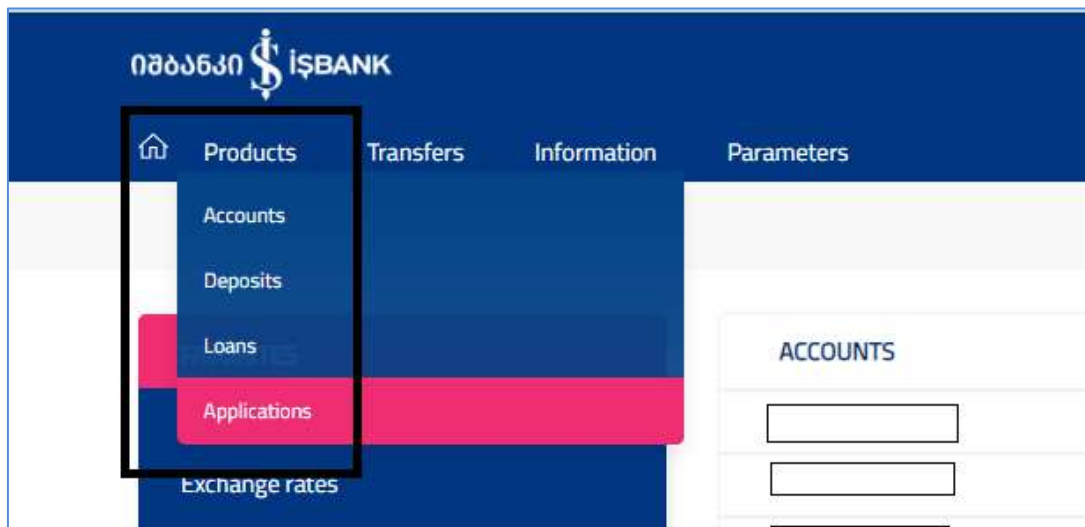 იშბანკი İŞBANK
Products Transfers Information Parameters
Accounts
Deposits
Loans
Applications
Exchange rates
ACCOUNTS